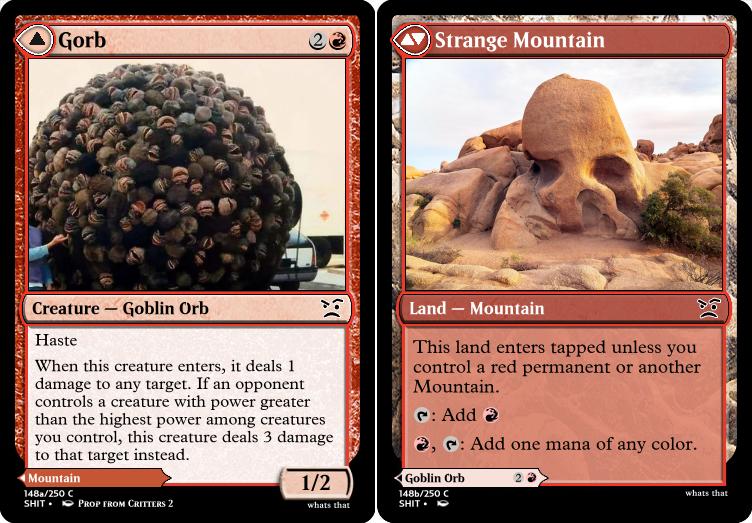 Gorb
2
Creature — Goblin Orb
Haste
When this creature enters, it deals 1
damage to any target. If an opponent
controls a creature with power greater
than the highest power among creatures
you control, this creature deals 3 damage
to that target instead.
Mountain
1/2
148a/250 C
SHIT • Prop from Critters 2
whats that
Strange Mountain
Land — Mountain
This land enters tapped unless you
control a red permanent or another
Mountain.
: Add
, : Add one mana of any color.
Goblin Orb 2
148b/250 C
SHIT •
whats that